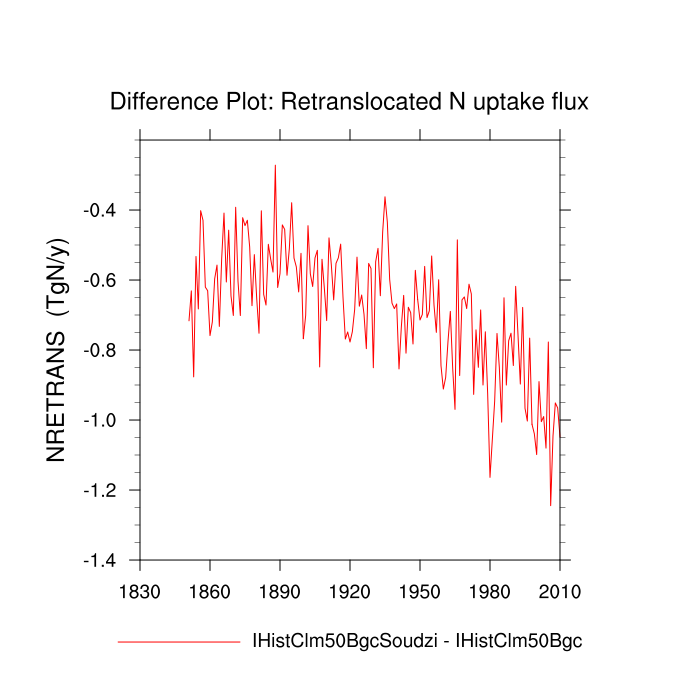 Difference Plot: Retranslocated N uptake flux
NRETRANS (TgN/y)
-0.4
-0.6
-0.8
-1.0
-1.2
-1.4
1830 1860 1890 1920 1950 1980 2010
IHistClm50BgcSoudzi - IHistClm50Bgc